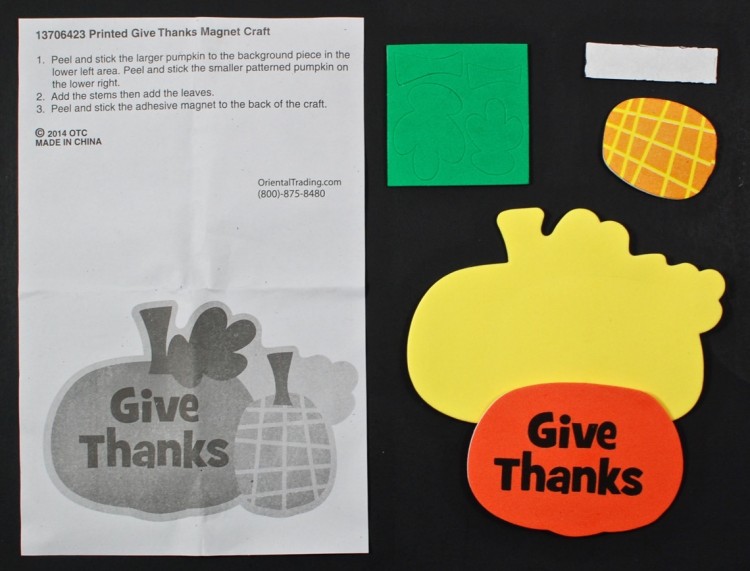 13706423 Printed Give Thanks Magnet Craft
1. Peel and stick the larger pumpkin to the background piece in the
lower left area. Peel and stick the smaller patterned pumpkin on
the lower right.
2. Add the stems then add the leaves.
3. Peel and stick the adhesive magnet to the back of the craft.
© 2014 OTC
MADE IN CHINA
OrientalTrading.com
(800)-875-8480
Give
Thanks
Give
Thanks